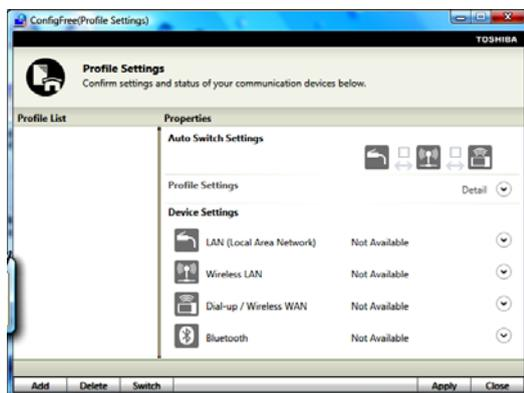 ConfigFree(Profile Settings)
TOSHIBA
Profile Settings
Confirm settings and status of your communication devices below.
Profile List
Properties
Auto Switch Settings
Profile Settings Detail
Device Settings
LAN (Local Area Network) Not Available
Wireless LAN Not Available
Dial-up / Wireless WAN Not Available
Bluetooth Not Available
Add Delete Switch Apply Close